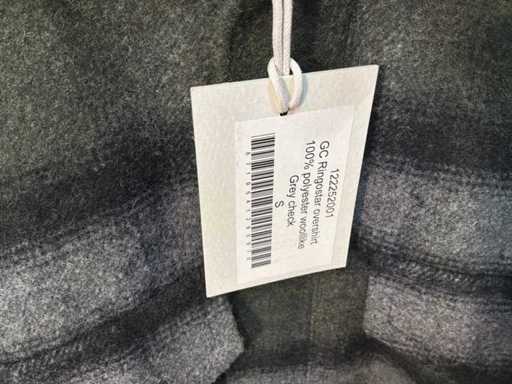 122252001
GC Ringostar overshirt
100% polyester woollike
Grey check
S